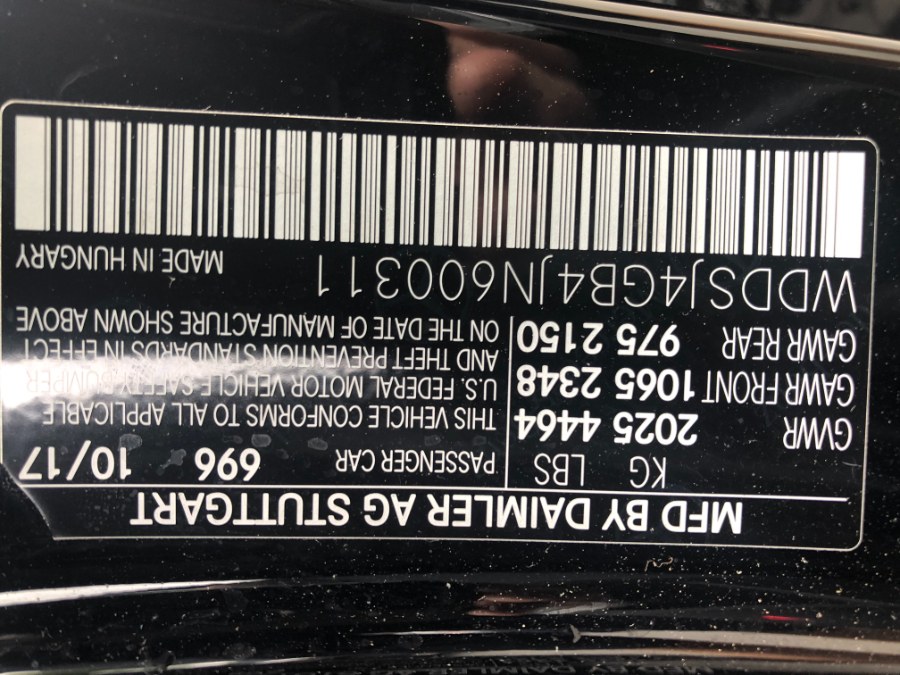 MFD BY DAIMLER AG STUTTGART
KG LBS PASSENGER CAR 696 10/17
GVWR 2025 4464 THIS VEHICLE CONFORMS TO ALL APPLICABLE
GAWR FRONT 1065 2348 U.S. FEDERAL MOTOR VEHICLE SAFETY BUMPER
GAWR REAR 975 2150 AND THEFT PREVENTION STANDARDS IN EFFECT
ON THE DATE OF MANUFACTURE SHOWN ABOVE
WDDSJ4GB4JN600311 MADE IN HUNGARY